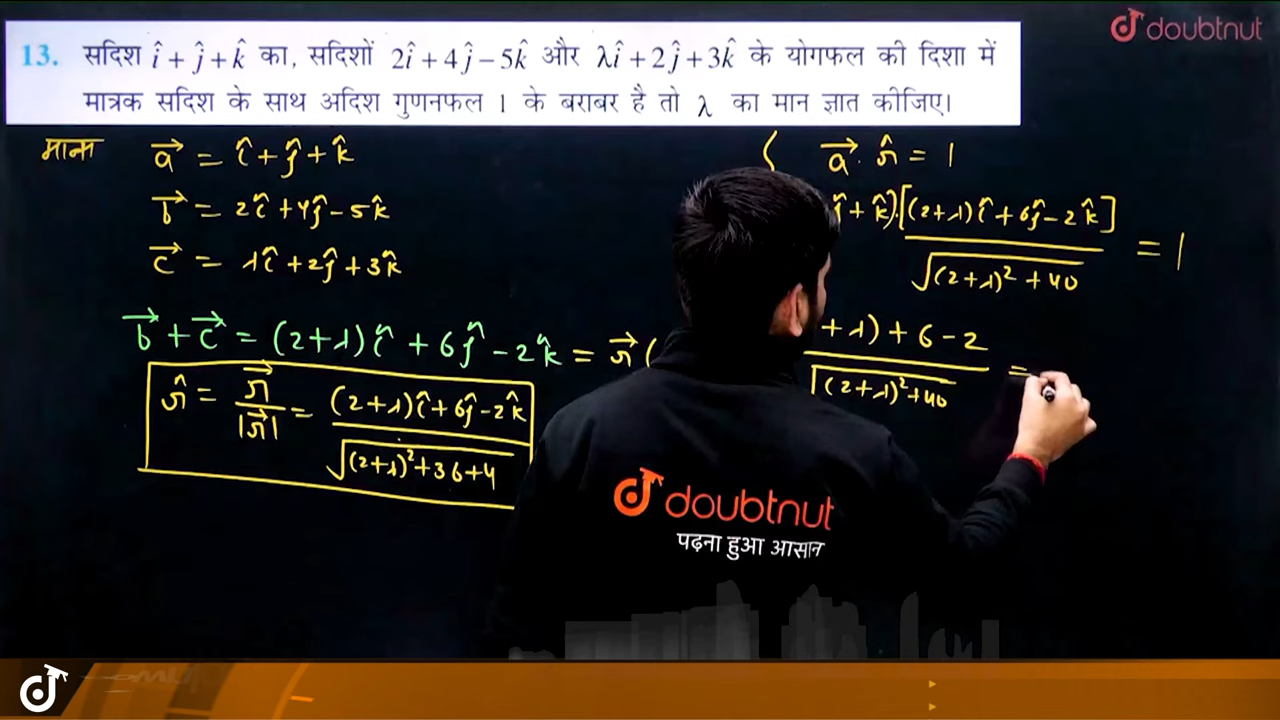 doubtnut
13. सदिश î + ĵ + k̂ का, सदिशों 2î + 4ĵ − 5k̂ और λî + 2ĵ + 3k̂ के योगफल की दिशा में
मात्रक सदिश के साथ अदिश गुणनफल 1 के बराबर है तो λ का मान ज्ञात कीजिए।
माना a⃗ = î + ĵ + k̂
b⃗ = 2î + 4ĵ − 5k̂
c⃗ = λî + 2ĵ + 3k̂
b⃗ + c⃗ = (2+λ)î + 6ĵ − 2k̂ = r⃗ (
r̂ = r⃗/|r⃗| = (2+λ)î + 6ĵ − 2k̂ / √(2+λ)² + 36 + 4
a⃗ · r̂ = 1
ĵ + k̂).[(2+λ)î + 6ĵ − 2k̂] / √(2+λ)² + 40 = 1
+ λ) + 6 − 2 / √(2+λ)² + 40 =
doubtnut
पढ़ना हुआ आसान